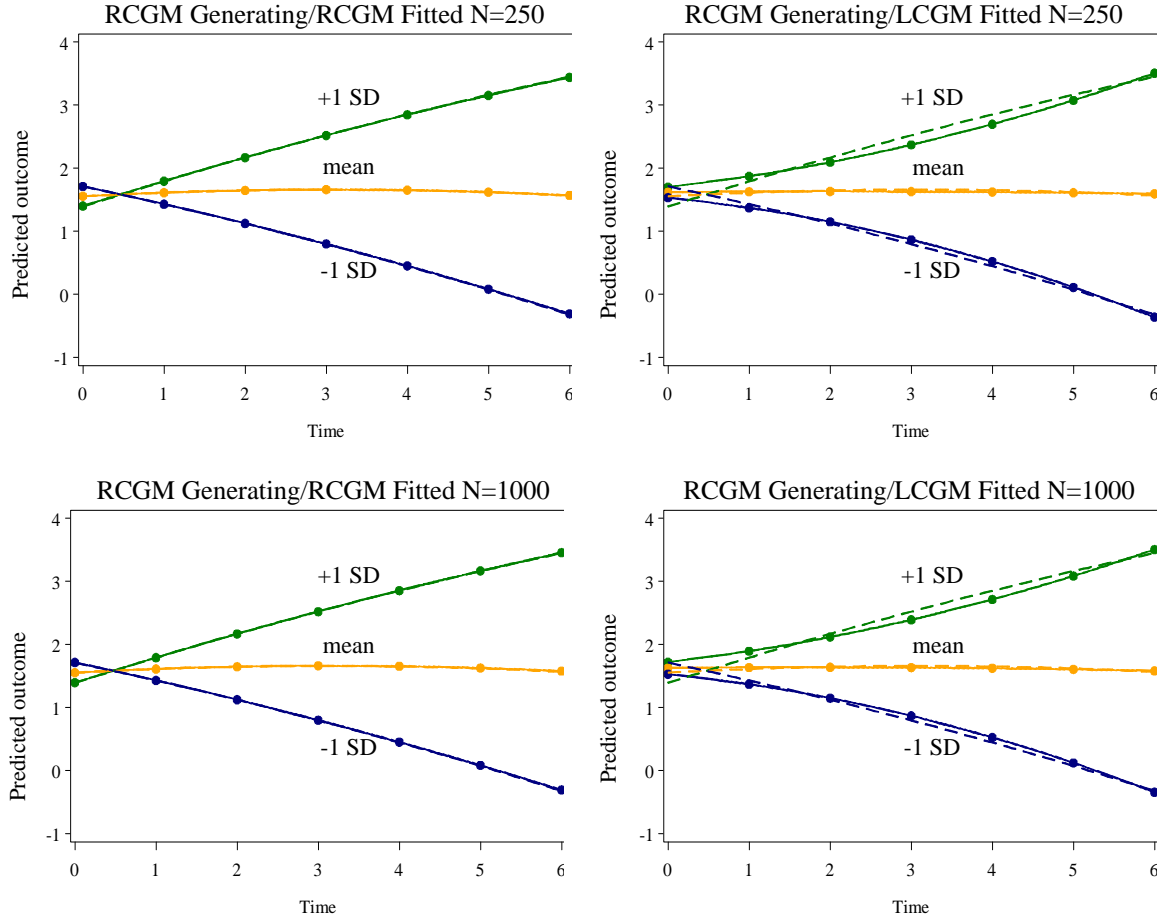 RCGM Generating/RCGM Fitted N=250
4
3
2
1
0
-1
Predicted outcome
+1 SD
mean
-1 SD
0 1 2 3 4 5 6
Time
RCGM Generating/LCGM Fitted N=250
4
3
2
1
0
-1
Predicted outcome
+1 SD
mean
-1 SD
0 1 2 3 4 5 6
Time
RCGM Generating/RCGM Fitted N=1000
4
3
2
1
0
-1
Predicted outcome
+1 SD
mean
-1 SD
0 1 2 3 4 5 6
Time
RCGM Generating/LCGM Fitted N=1000
4
3
2
1
0
-1
Predicted outcome
+1 SD
mean
-1 SD
0 1 2 3 4 5 6
Time